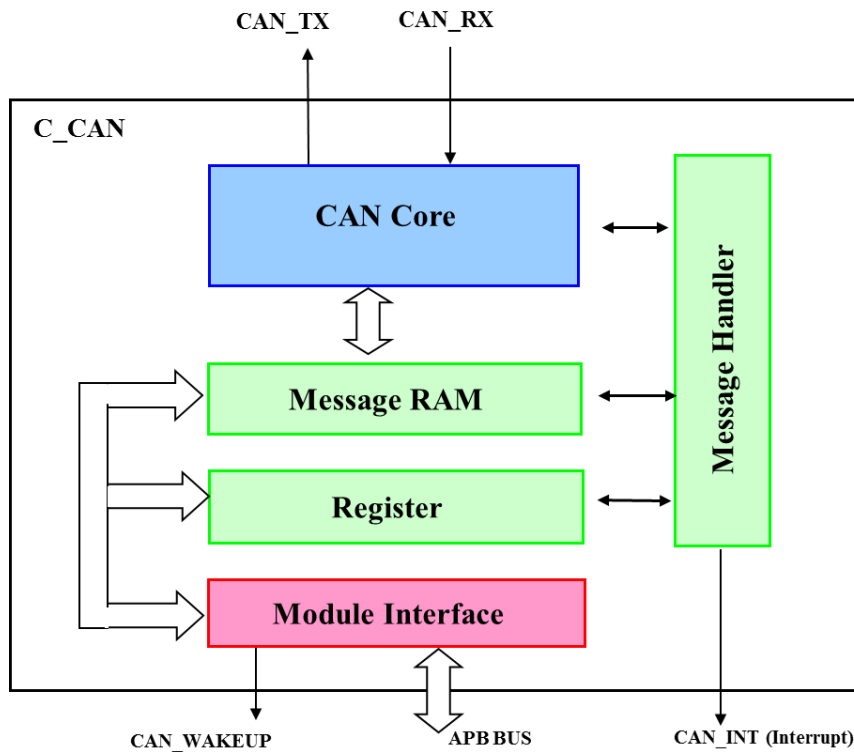 CAN_TX
CAN_RX
C_CAN
CAN Core
Message Handler
Message RAM
Register
Module Interface
CAN_WAKEUP
APB BUS
CAN_INT (Interrupt)